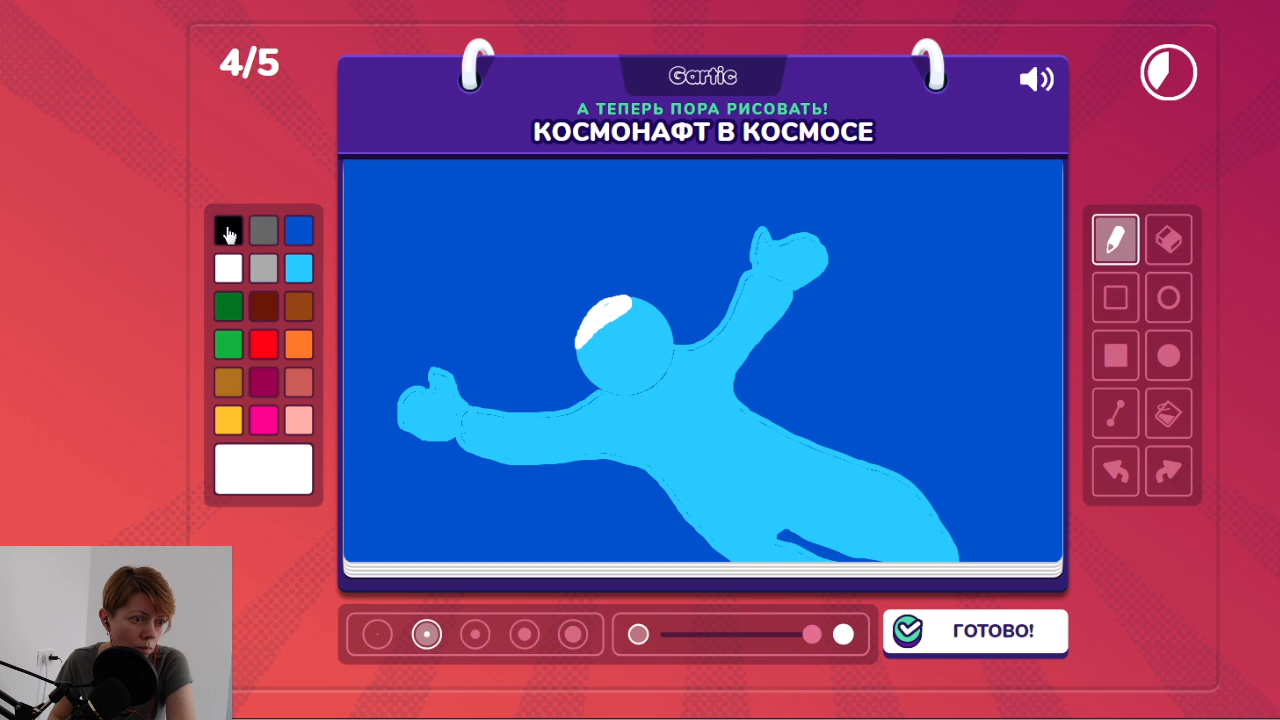 4/5
Gartic
А ТЕПЕРЬ ПОРА РИСОВАТЬ!
КОСМОНАФТ В КОСМОСЕ
ГОТОВО!